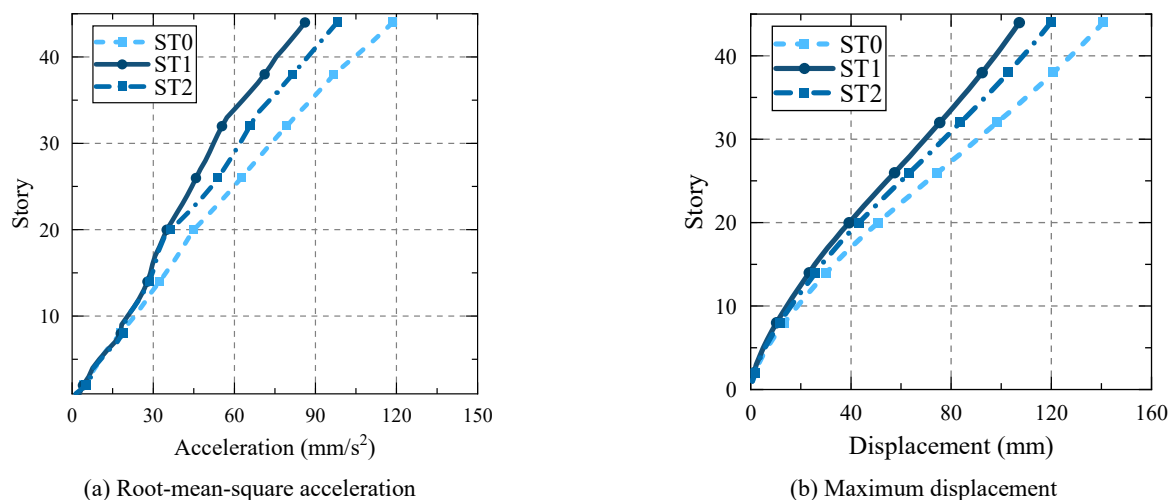 ST0
ST1
ST2
40
30
20
10
Story
0 30 60 90 120 150
Acceleration (mm/s²)
(a) Root-mean-square acceleration
ST0
ST1
ST2
40
30
20
10
0
Story
0 40 80 120 160
Displacement (mm)
(b) Maximum displacement